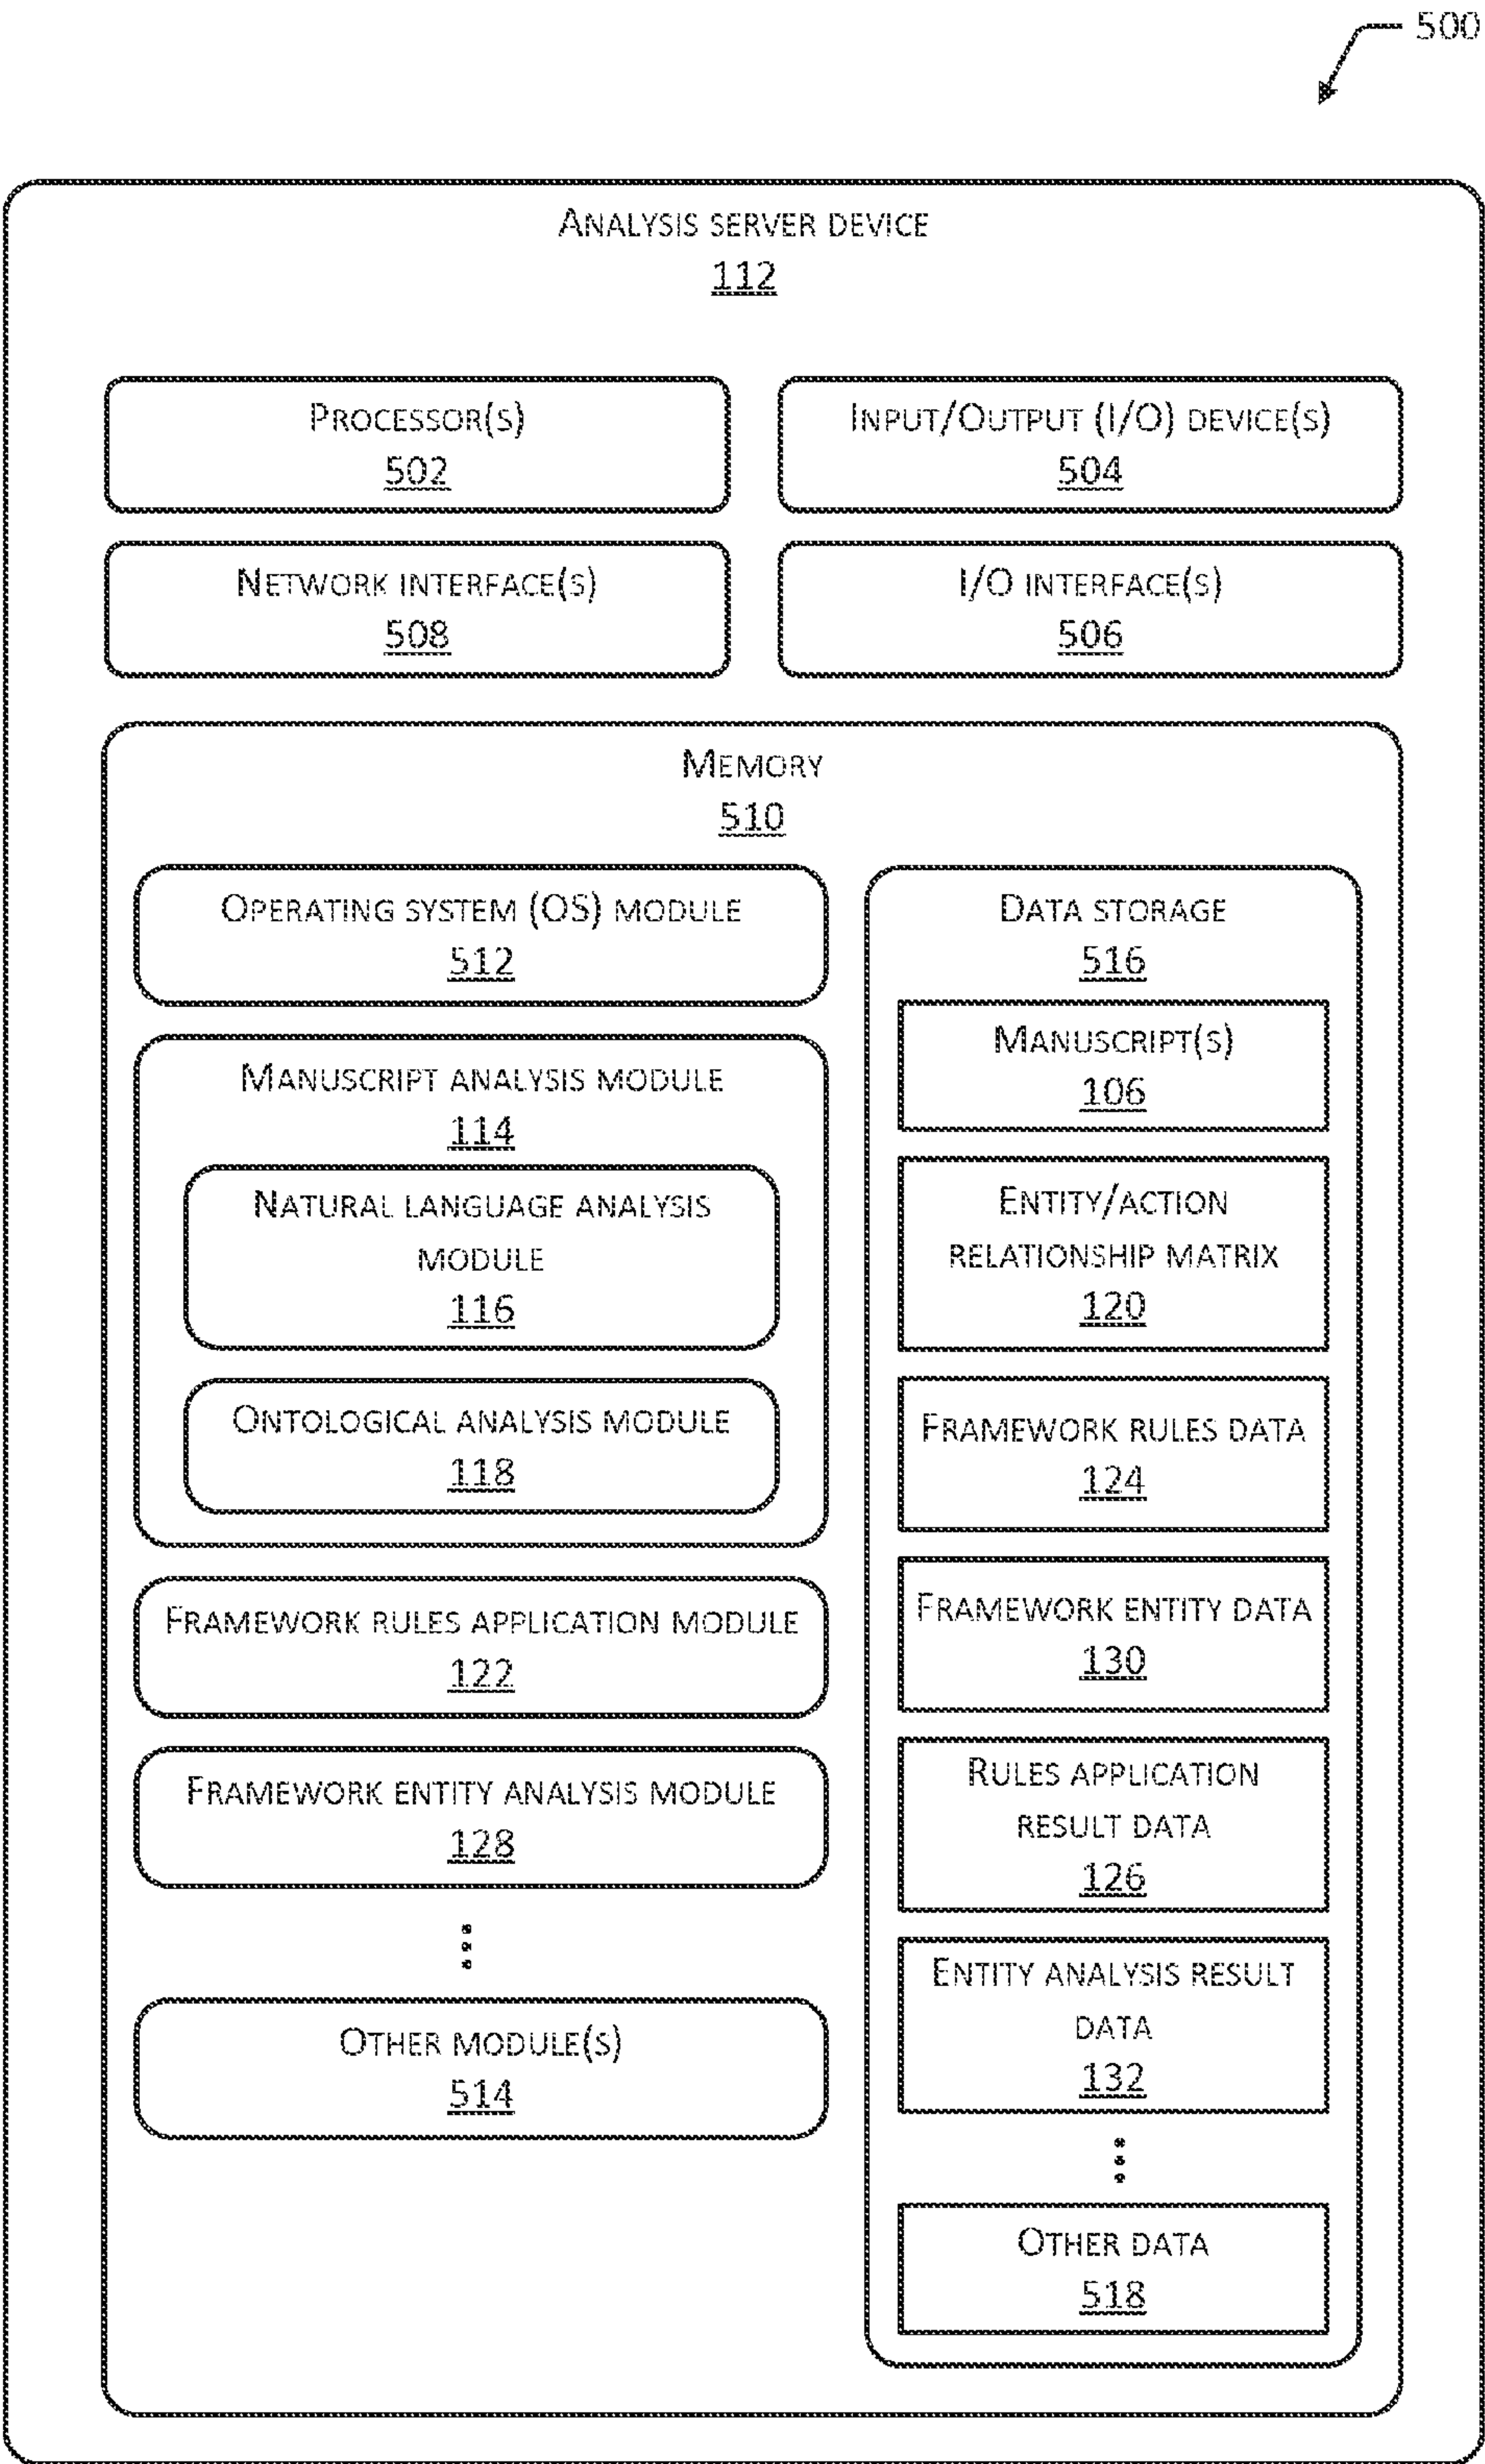 500
Analysis server device
112
Processor(s)
502
Input/Output (I/O) device(s)
504
Network interface(s)
508
I/O interface(s)
506
Memory
510
Operating system (OS) module
512
Manuscript analysis module
114
Natural language analysis
module
116
Ontological analysis module
118
Framework rules application module
122
Framework entity analysis module
128
Other module(s)
514
Data storage
516
Manuscript(s)
106
Entity/action
relationship matrix
120
Framework rules data
124
Framework entity data
130
Rules application
result data
126
Entity analysis result
data
132
Other data
518